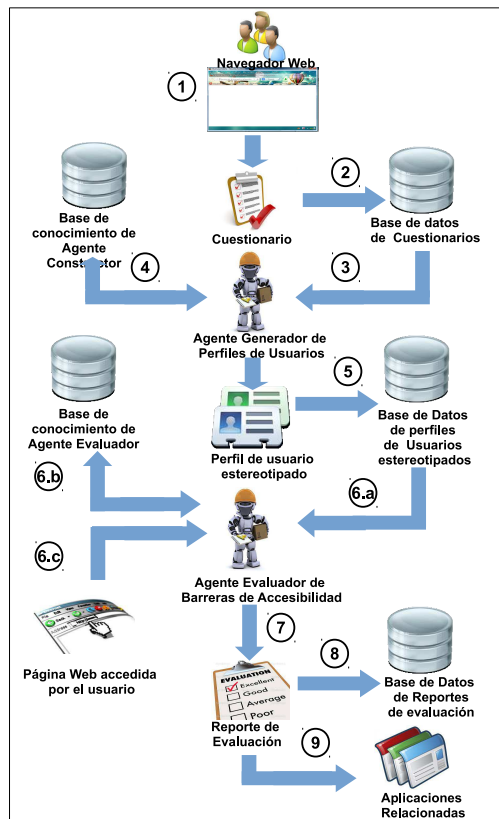 Navegador Web
1
2
Base de
conocimiento de
Agente
Constructor
Cuestionario
Base de datos
de Cuestionarios
4
3
Agente Generador de
Perfiles de Usuarios
5
Base de
conocimiento de
Agente Evaluador
Perfil de usuario
estereotipado
Base de Datos
de perfiles
de Usuarios
estereotipados
6.b
6.a
6.c
Agente Evaluador de
Barreras de Accesibilidad
7
8
Página Web accedida
por el usuario
EVALUATION
Excellent
Good
Average
Poor
Base de Datos
de Reportes
de evaluación
Reporte de
Evaluación
9
Aplicaciones
Relacionadas